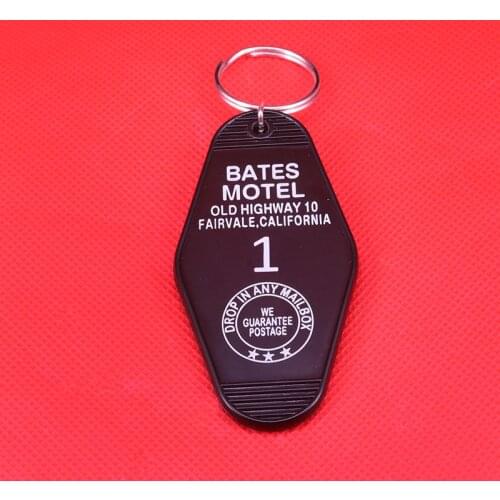 BATES
MOTEL
OLD HIGHWAY 10
FAIRVALE,CALIFORNIA
1
DROP IN ANY MAILBOX
WE
GUARANTEE
POSTAGE